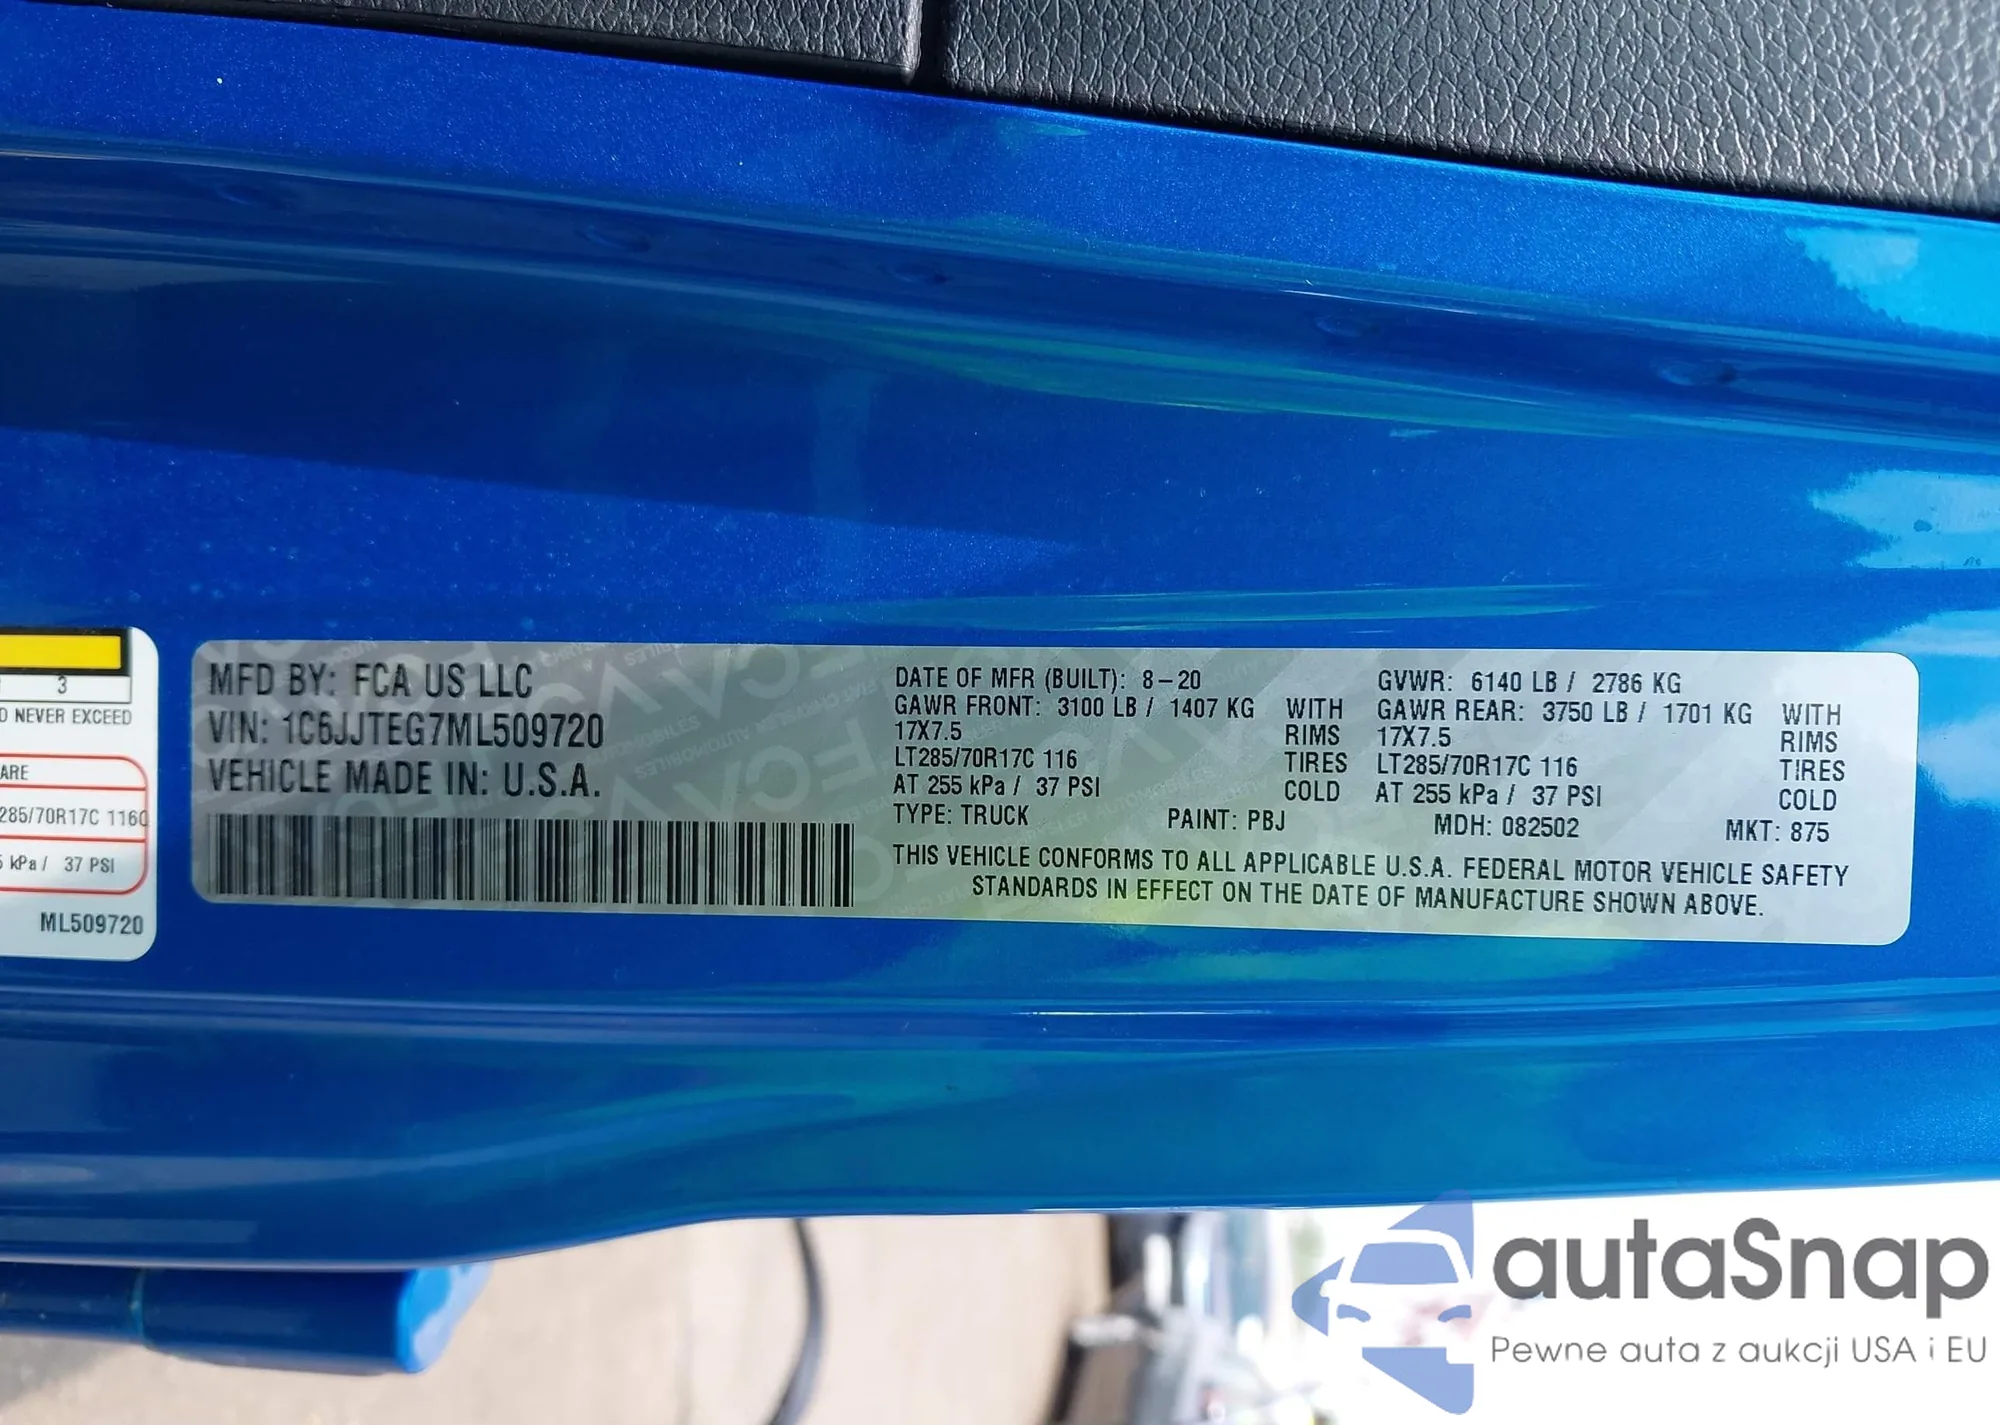 3
D NEVER EXCEED
ARE
285/70R17C 116Q
kPa / 37 PSI
ML509720
MFD BY: FCA US LLC
VIN: 1C6JJTEG7ML509720
VEHICLE MADE IN: U.S.A.
DATE OF MFR (BUILT): 8-20 GVWR: 6140 LB / 2786 KG
GAWR FRONT: 3100 LB / 1407 KG WITH GAWR REAR: 3750 LB / 1701 KG WITH
17X7.5 RIMS 17X7.5 RIMS
LT285/70R17C 116 TIRES LT285/70R17C 116 TIRES
AT 255 kPa / 37 PSI COLD AT 255 kPa / 37 PSI COLD
TYPE: TRUCK PAINT: PBJ MDH: 082502 MKT: 875
THIS VEHICLE CONFORMS TO ALL APPLICABLE U.S.A. FEDERAL MOTOR VEHICLE SAFETY
STANDARDS IN EFFECT ON THE DATE OF MANUFACTURE SHOWN ABOVE.
autaSnap
Pewne auta z aukcji USA i EU